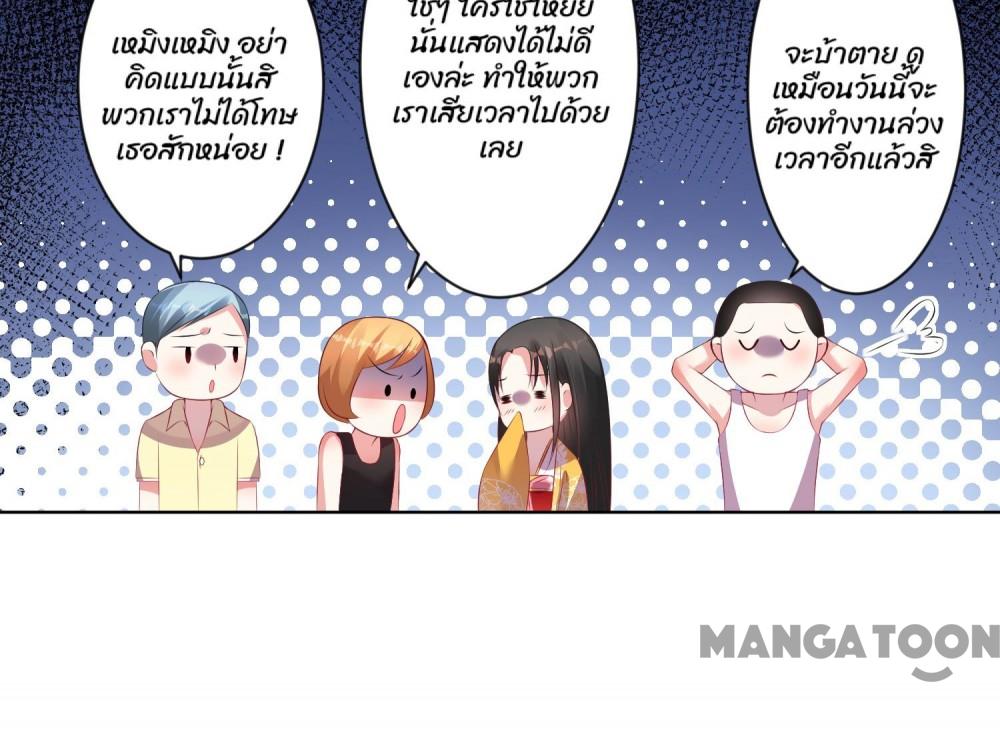 เหมิงเหมิง อย่า
คิดแบบนั้นสิ
พวกเราไม่ได้โทษ
เธอสักหน่อย !
นั่นแสดงได้ไม่ดี
เองล่ะ ทำให้พวก
เราเสียเวลาไปด้วย
เลย
จะบ้าตาย ดู
เหมือนวันนี้จะ
ต้องทำงานล่วง
เวลาอีกแล้วสิ
MANGATOON